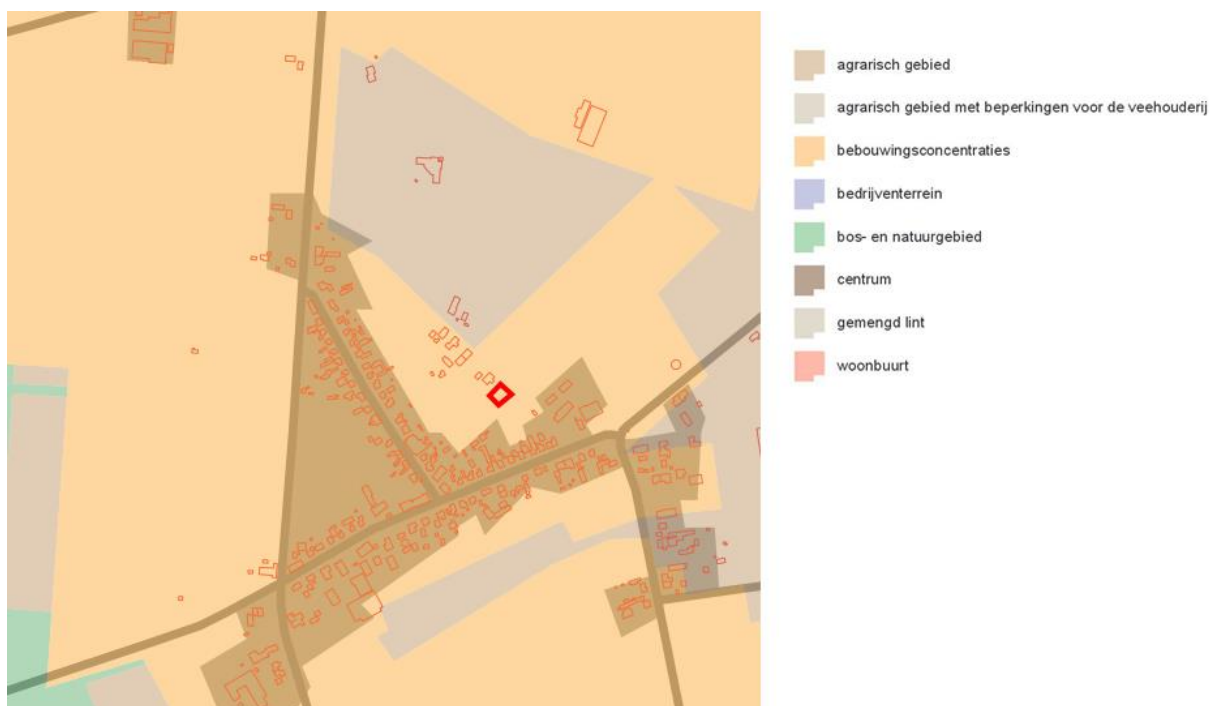 agrarisch gebied
agrarisch gebied met beperkingen voor de veehouderij
bebouwingsconcentraties
bedrijventerrein
bos- en natuurgebied
centrum
gemengd lint
woonbuurt